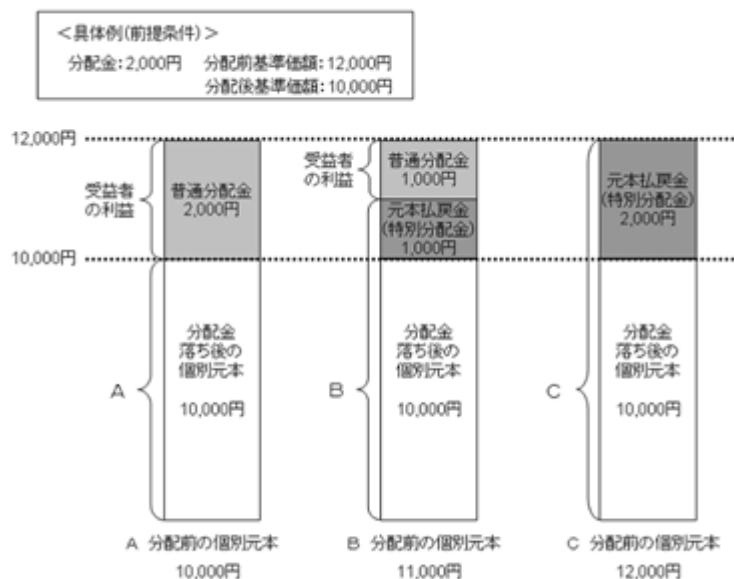 <具体例(前提条件)>
分配金:2,000円 分配前基準価額:12,000円
分配後基準価額:10,000円
12,000円
10,000円
受益者
の利益
普通分配金
2,000円
A
分配金
落ち後の
個別元本
10,000円
A 分配前の個別元本
10,000円
受益者
の利益
普通分配金
1,000円
元本払戻金
(特別分配金)
1,000円
B
分配金
落ち後の
個別元本
10,000円
B 分配前の個別元本
11,000円
元本払戻金
(特別分配金)
2,000円
C
分配金
落ち後の
個別元本
10,000円
C 分配前の個別元本
12,000円